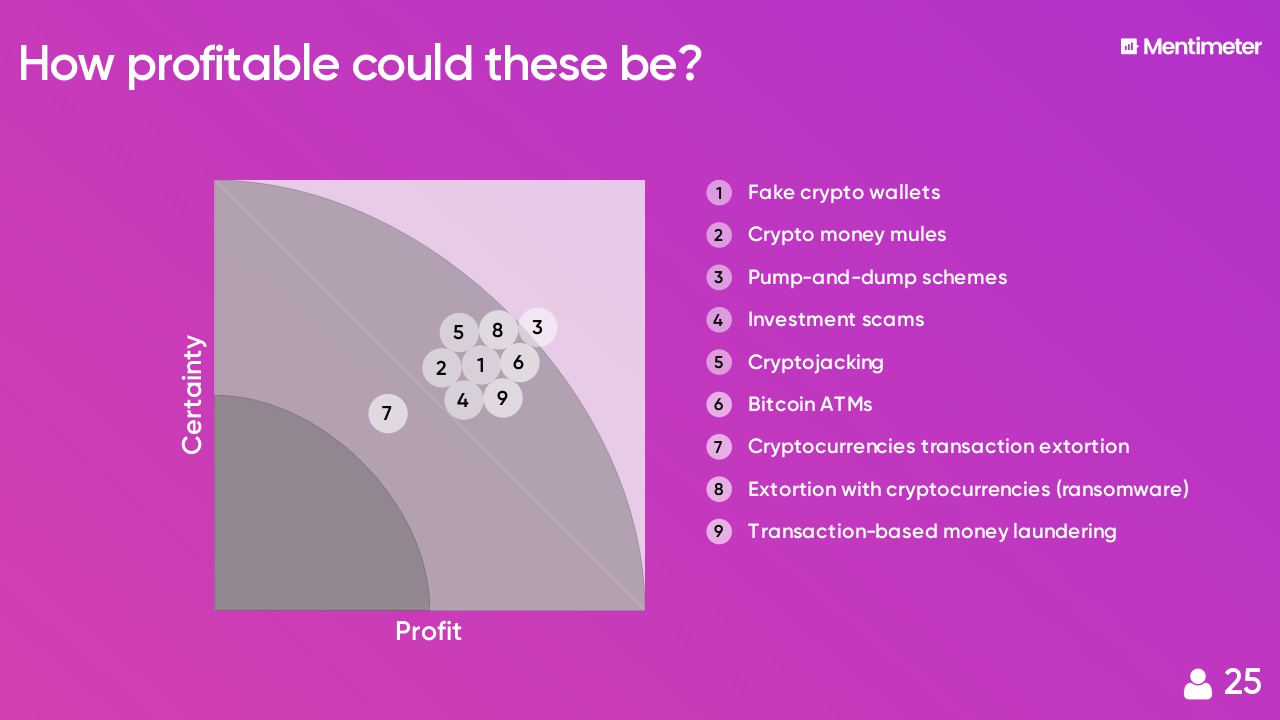 How profitable could these be?
Mentimeter
Certainty
5
8
3
2
1
6
4
9
7
Profit
1 Fake crypto wallets
2 Crypto money mules
3 Pump-and-dump schemes
4 Investment scams
5 Cryptojacking
6 Bitcoin ATMs
7 Cryptocurrencies transaction extortion
8 Extortion with cryptocurrencies (ransomware)
9 Transaction-based money laundering
25